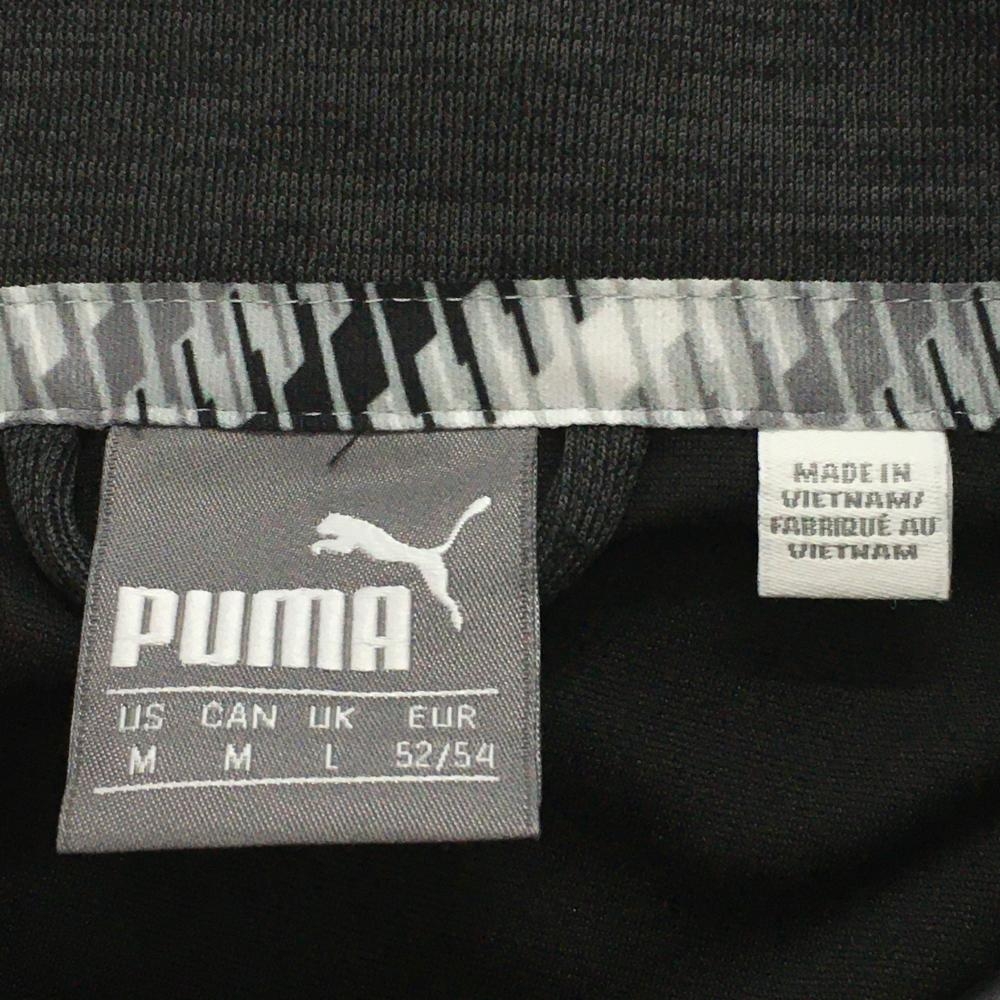 PUMA
US CAN UK EUR
M M L 52/54
MADE IN
VIETNAM/
FABRIQUÉ AU
VIETNAM